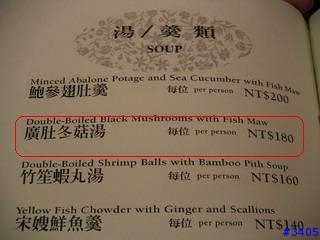 湯/羹類
SOUP
Minced Abalone Potage and Sea Cucumber with Fish Maw
鮑參翅肚羹 每位 per person NT$200
Double-Boiled Black Mushrooms with Fish Maw
廣肚冬菇湯 每位 per person NT$180
Double-Boiled Shrimp Balls with Bamboo Pith Soup
竹笙蝦丸湯 每位 per person NT$160
Yellow Fish Chowder with Ginger and Scallions
宋嫂鮮魚羹 每位 per person NT$140
#3405